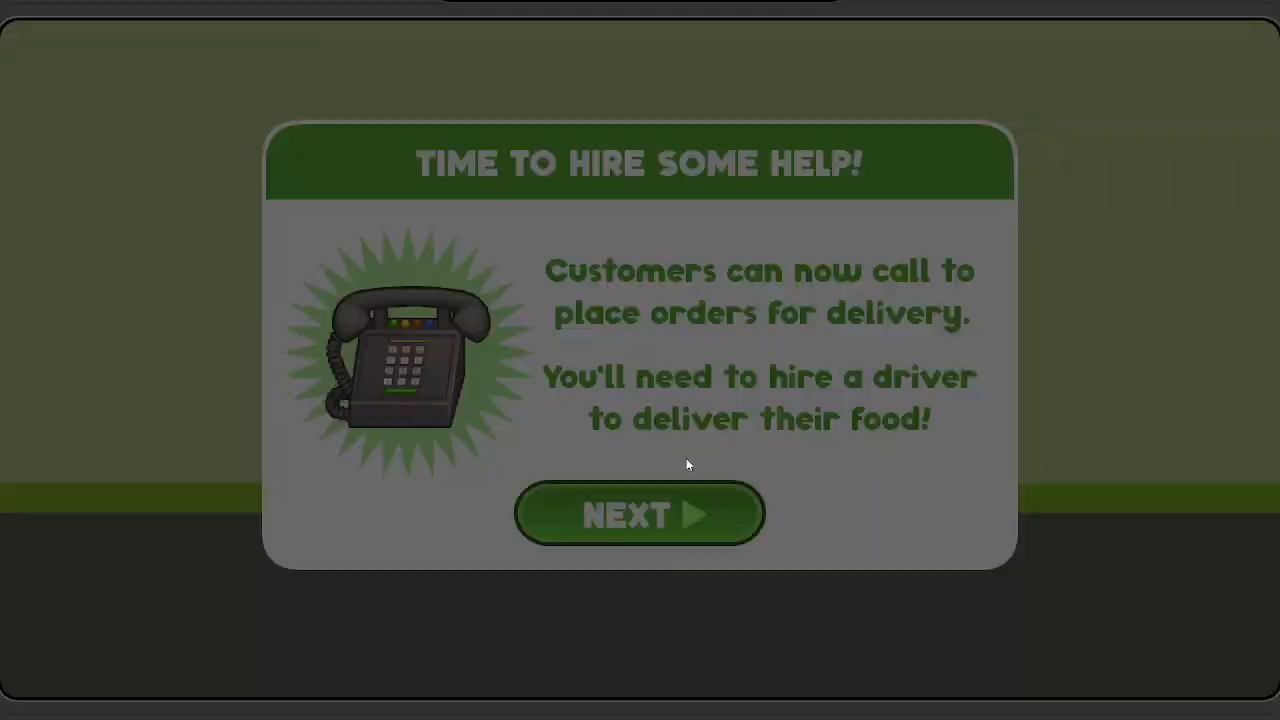 TIME TO HIRE SOME HELP!
Customers can now call to
place orders for delivery.
You'll need to hire a driver
to deliver their food!
NEXT